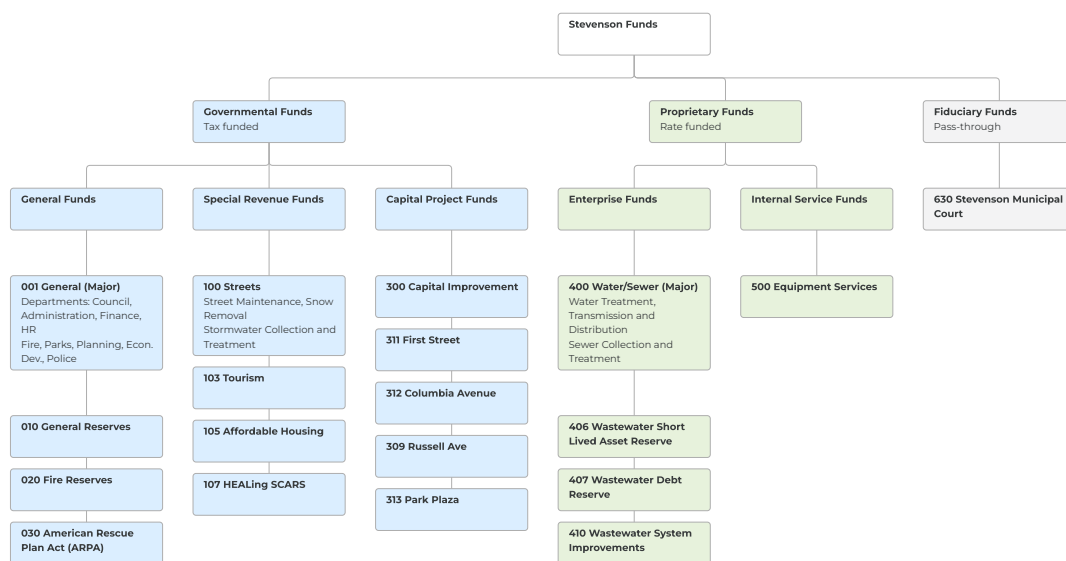 Stevenson Funds
Governmental Funds
Tax funded
Proprietary Funds
Rate funded
Fiduciary Funds
Pass-through
General Funds
Special Revenue Funds
Capital Project Funds
Enterprise Funds
Internal Service Funds
630 Stevenson Municipal
Court
001 General (Major)
Departments: Council,
Administration, Finance,
HR
Fire, Parks, Planning, Econ.
Dev., Police
010 General Reserves
020 Fire Reserves
030 American Rescue
Plan Act (ARPA)
100 Streets
Street Maintenance, Snow
Removal
Stormwater Collection and
Treatment
103 Tourism
105 Affordable Housing
107 HEALing SCARS
300 Capital Improvement
311 First Street
312 Columbia Avenue
309 Russell Ave
313 Park Plaza
400 Water/Sewer (Major)
Water Treatment,
Transmission and
Distribution
Sewer Collection and
Treatment
406 Wastewater Short
Lived Asset Reserve
407 Wastewater Debt
Reserve
410 Wastewater System
Improvements
500 Equipment Services